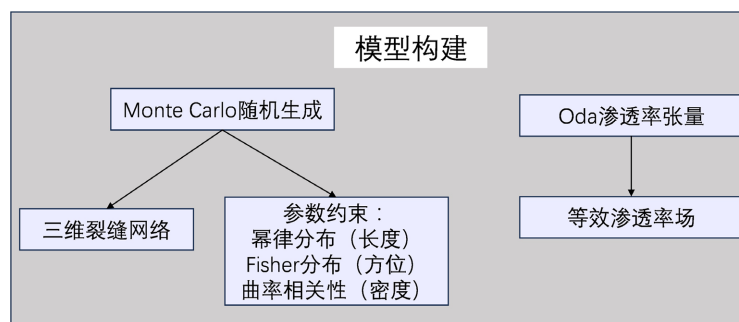 模型构建
Monte Carlo随机生成
Oda渗透率张量
三维裂缝网络
参数约束：
幂律分布（长度）
Fisher分布（方位）
曲率相关性（密度）
等效渗透率场